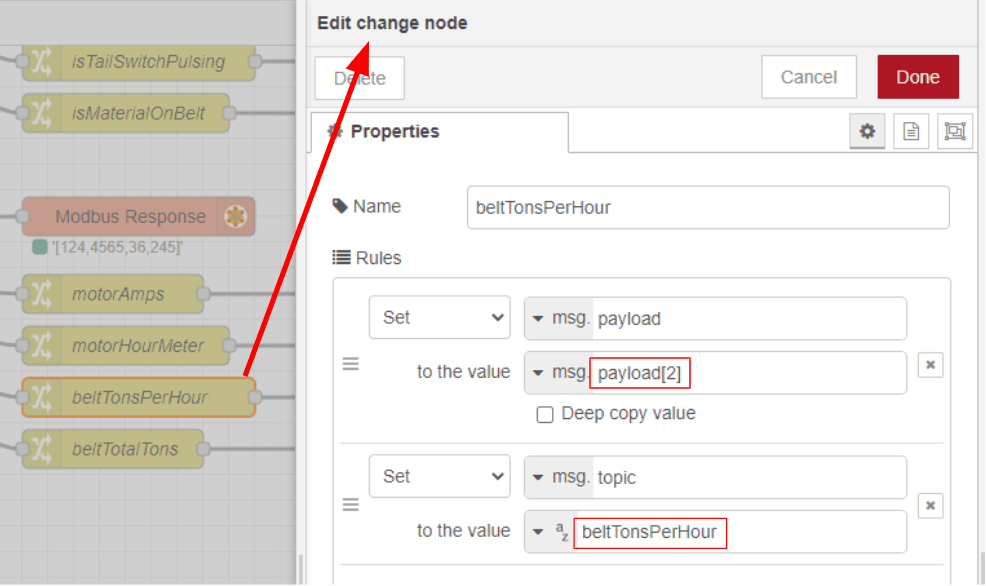 isTailSwitchPulsing
isMaterialOnBelt
Modbus Response
'[124,4565,36,245]'
motorAmps
motorHourMeter
beltTonsPerHour
beltTotalTons
Edit change node
Delete
Cancel
Done
Properties
Name
beltTonsPerHour
Rules
Set
msg. payload
to the value
msg. payload[2]
Deep copy value
Set
msg. topic
to the value
az beltTonsPerHour